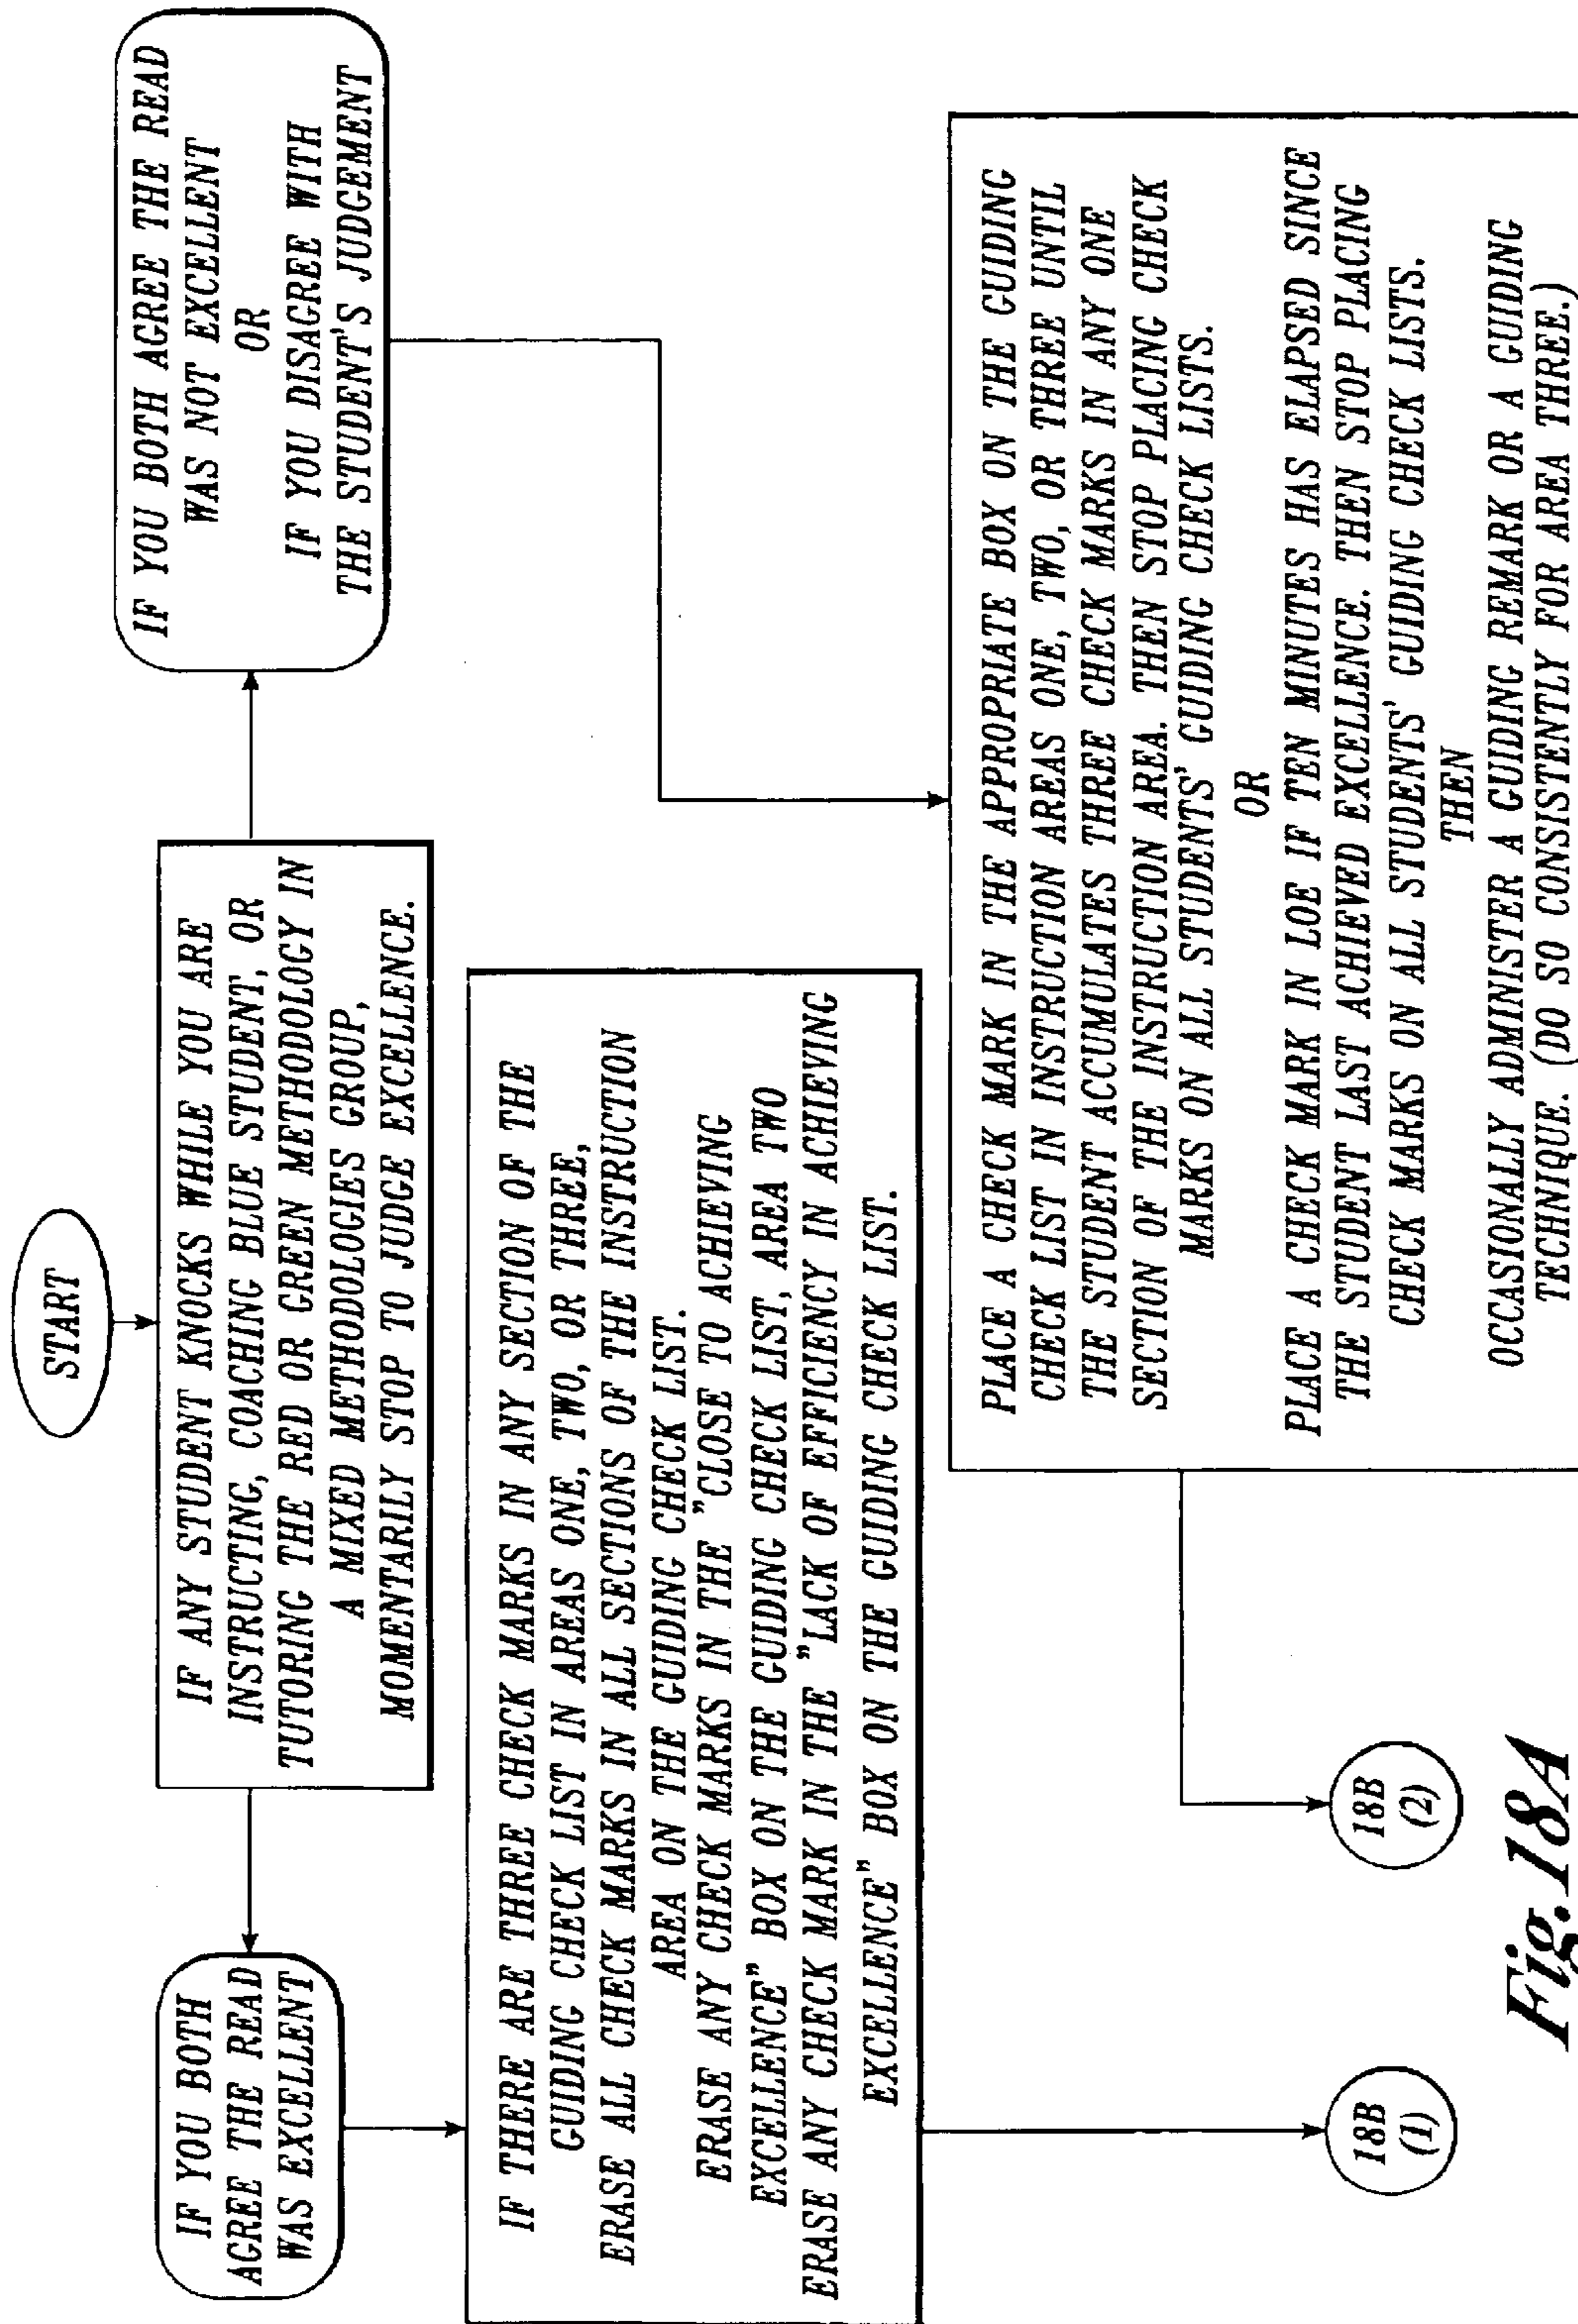 START
IF ANY STUDENT KNOCKS WHILE YOU ARE
INSTRUCTING, COACHING BLUE STUDENT, OR
TUTORING THE RED OR GREEN METHODOLOGY IN
A MIXED METHODOLOGIES GROUP,
MOMENTARILY STOP TO JUDGE EXCELLENCE.
IF YOU BOTH
AGREE THE READ
WAS EXCELLENT
IF YOU BOTH AGREE THE READ
WAS NOT EXCELLENT
OR
IF YOU DISAGREE WITH
THE STUDENT'S JUDGEMENT
IF THERE ARE THREE CHECK MARKS IN ANY SECTION OF THE
GUIDING CHECK LIST IN AREAS ONE, TWO, OR THREE,
ERASE ALL CHECK MARKS IN ALL SECTIONS OF THE INSTRUCTION
AREA ON THE GUIDING CHECK LIST.
ERASE ANY CHECK MARKS IN THE "CLOSE TO ACHIEVING
EXCELLENCE" BOX ON THE GUIDING CHECK LIST, AREA TWO
ERASE ANY CHECK MARK IN THE "LACK OF EFFICIENCY IN ACHIEVING
EXCELLENCE" BOX ON THE GUIDING CHECK LIST.
PLACE A CHECK MARK IN THE APPROPRIATE BOX ON THE GUIDING
CHECK LIST IN INSTRUCTION AREAS ONE, TWO, OR THREE UNTIL
THE STUDENT ACCUMULATES THREE CHECK MARKS IN ANY ONE
SECTION OF THE INSTRUCTION AREA. THEN STOP PLACING CHECK
MARKS ON ALL STUDENTS' GUIDING CHECK LISTS.
OR
PLACE A CHECK MARK IN LOE IF TEN MINUTES HAS ELAPSED SINCE
THE STUDENT LAST ACHIEVED EXCELLENCE. THEN STOP PLACING
CHECK MARKS ON ALL STUDENTS' GUIDING CHECK LISTS.
THEN
OCCASIONALLY ADMINISTER A GUIDING REMARK OR A GUIDING
TECHNIQUE. (DO SO CONSISTENTLY FOR AREA THREE.)
18B
(1)
18B
(2)
Fig.18A